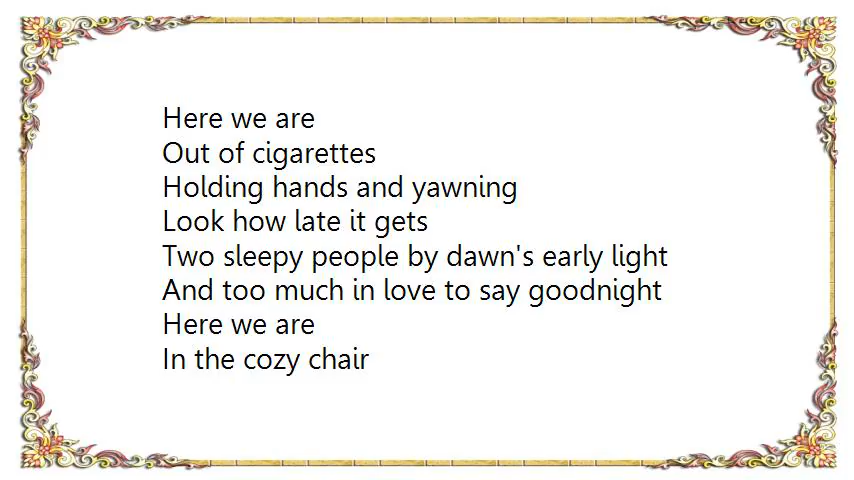 Here we are
Out of cigarettes
Holding hands and yawning
Look how late it gets
Two sleepy people by dawn's early light
And too much in love to say goodnight
Here we are
In the cozy chair